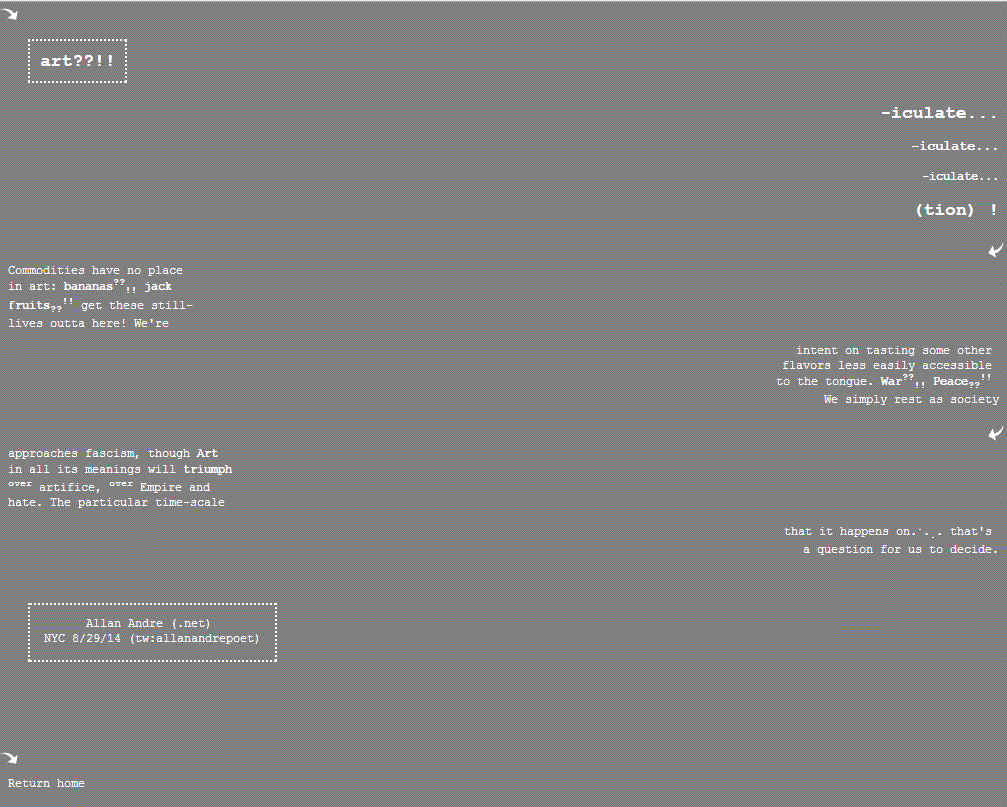 art??!!
-iculate...
-iculate...
-iculate...
(tion) !
Commodities have no place
in art: bananas??!! jack
fruits??!! get these still-
lives outta here! We're
intent on tasting some other
flavors less easily accessible
to the tongue. War??!! Peace??!!
We simply rest as society
approaches fascism, though Art
in all its meanings will triumph
over artifice, over Empire and
hate. The particular time-scale
that it happens on... that's
a question for us to decide.
Allan Andre (.net)
NYC 8/29/14 (tw:allanandrepoet)
Return home